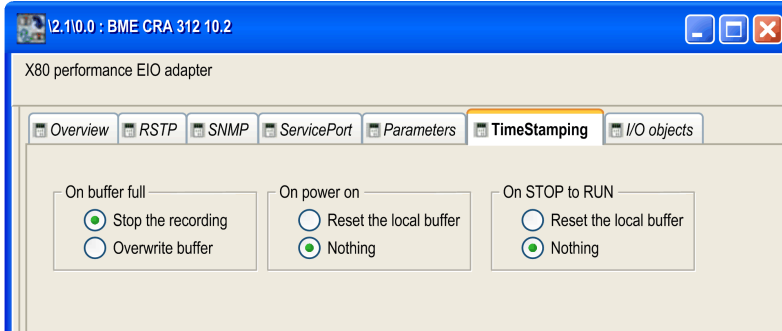 \2.1\0.0 : BME CRA 312 10.2
X80 performance EIO adapter
Overview RSTP SNMP ServicePort Parameters TimeStamping I/O objects
On buffer full On power on On STOP to RUN
Stop the recording Reset the local buffer Reset the local buffer
Overwrite buffer Nothing Nothing